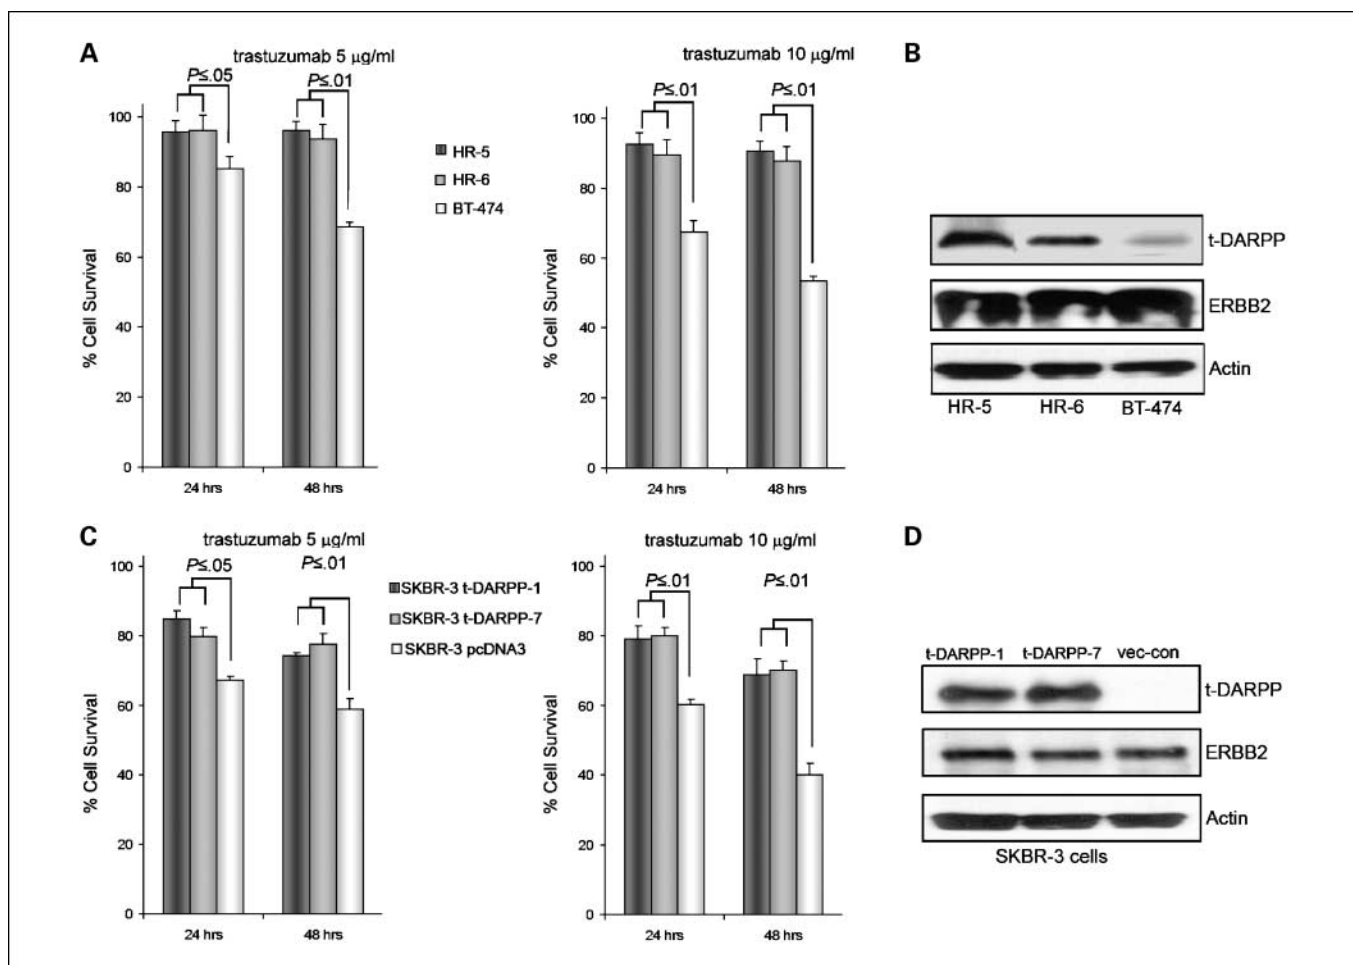 A
trastuzumab 5 µg/ml
P≤.05
P≤.01
% Cell Survival
100
80
60
40
20
0
24 hrs
48 hrs
HR-5
HR-6
BT-474
trastuzumab 10 µg/ml
P≤.01
P≤.01
% Cell Survival
100
80
60
40
20
0
24 hrs
48 hrs
B
t-DARPP
ERBB2
Actin
HR-5 HR-6 BT-474
C
trastuzumab 5 µg/ml
P≤.05
P≤.01
% Cell Survival
100
80
60
40
20
0
24 hrs
48 hrs
SKBR-3 t-DARPP-1
SKBR-3 t-DARPP-7
SKBR-3 pcDNA3
trastuzumab 10 µg/ml
P≤.01
P≤.01
% Cell Survival
100
80
60
40
20
0
24 hrs
48 hrs
D
t-DARPP-1 t-DARPP-7 vec-con
t-DARPP
ERBB2
Actin
SKBR-3 cells